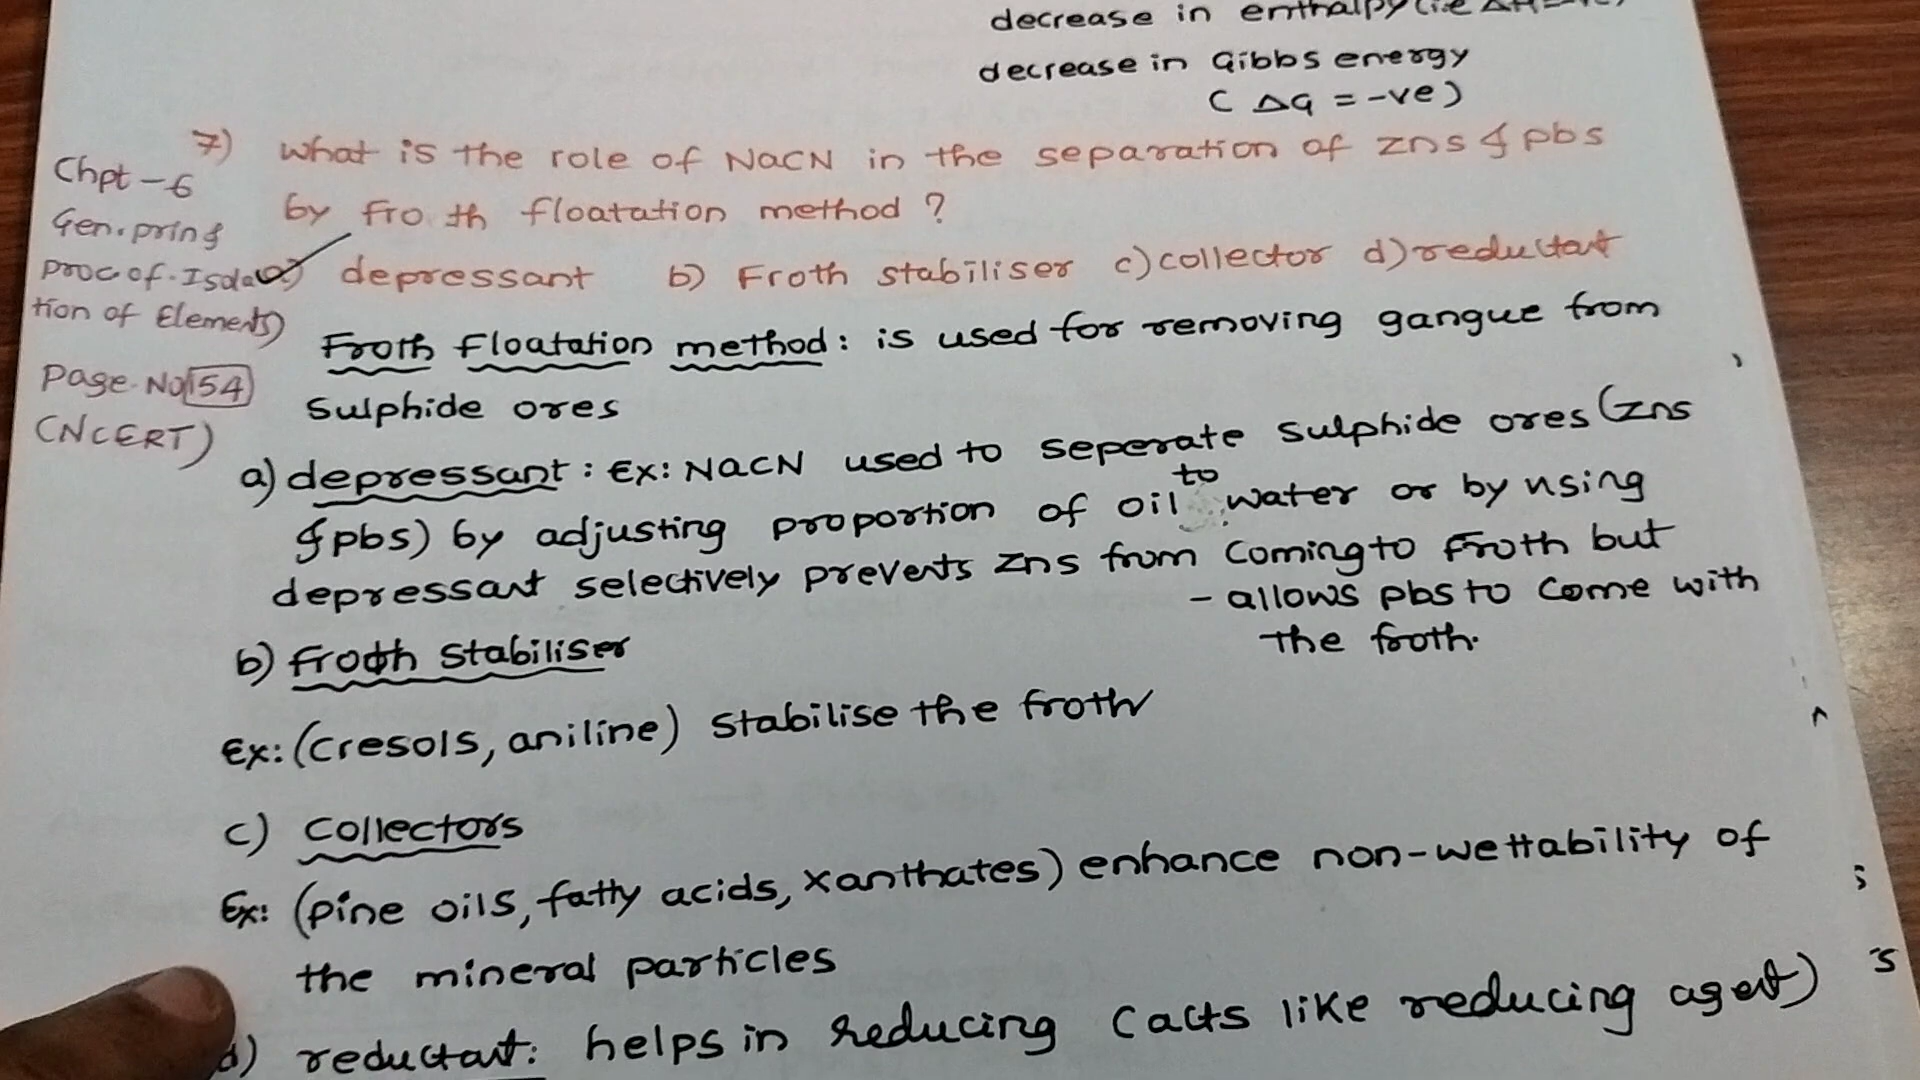 decrease in enthalpy (i.e ΔH = -ve)
decrease in Gibbs energy
( ΔG = -ve)
7) What is the role of NaCN in the separation of zns & pbs
by froth floatation method ?
a) depressant b) Froth stabiliser c) collector d) reductant
Chpt - 6
Gen. prin &
proc of. Isola
tion of Elements)
Page. No 154
(NCERT)
Froth Floatation method : is used for removing gangue from
Sulphide ores
a) depressant : Ex: NaCN used to seperate sulphide ores (zns
& pbs) by adjusting proportion of oil to water or by using
depressant selectively prevents zns from coming to froth but
- allows pbs to come with
the froth.
b) froth stabiliser
Ex: (cresols, aniline) stabilise the froth
c) collectors
Ex: (pine oils, fatty acids, xanthates) enhance non-wettability of
the mineral particles
d) reductant: helps in reducing (acts like reducing agent)